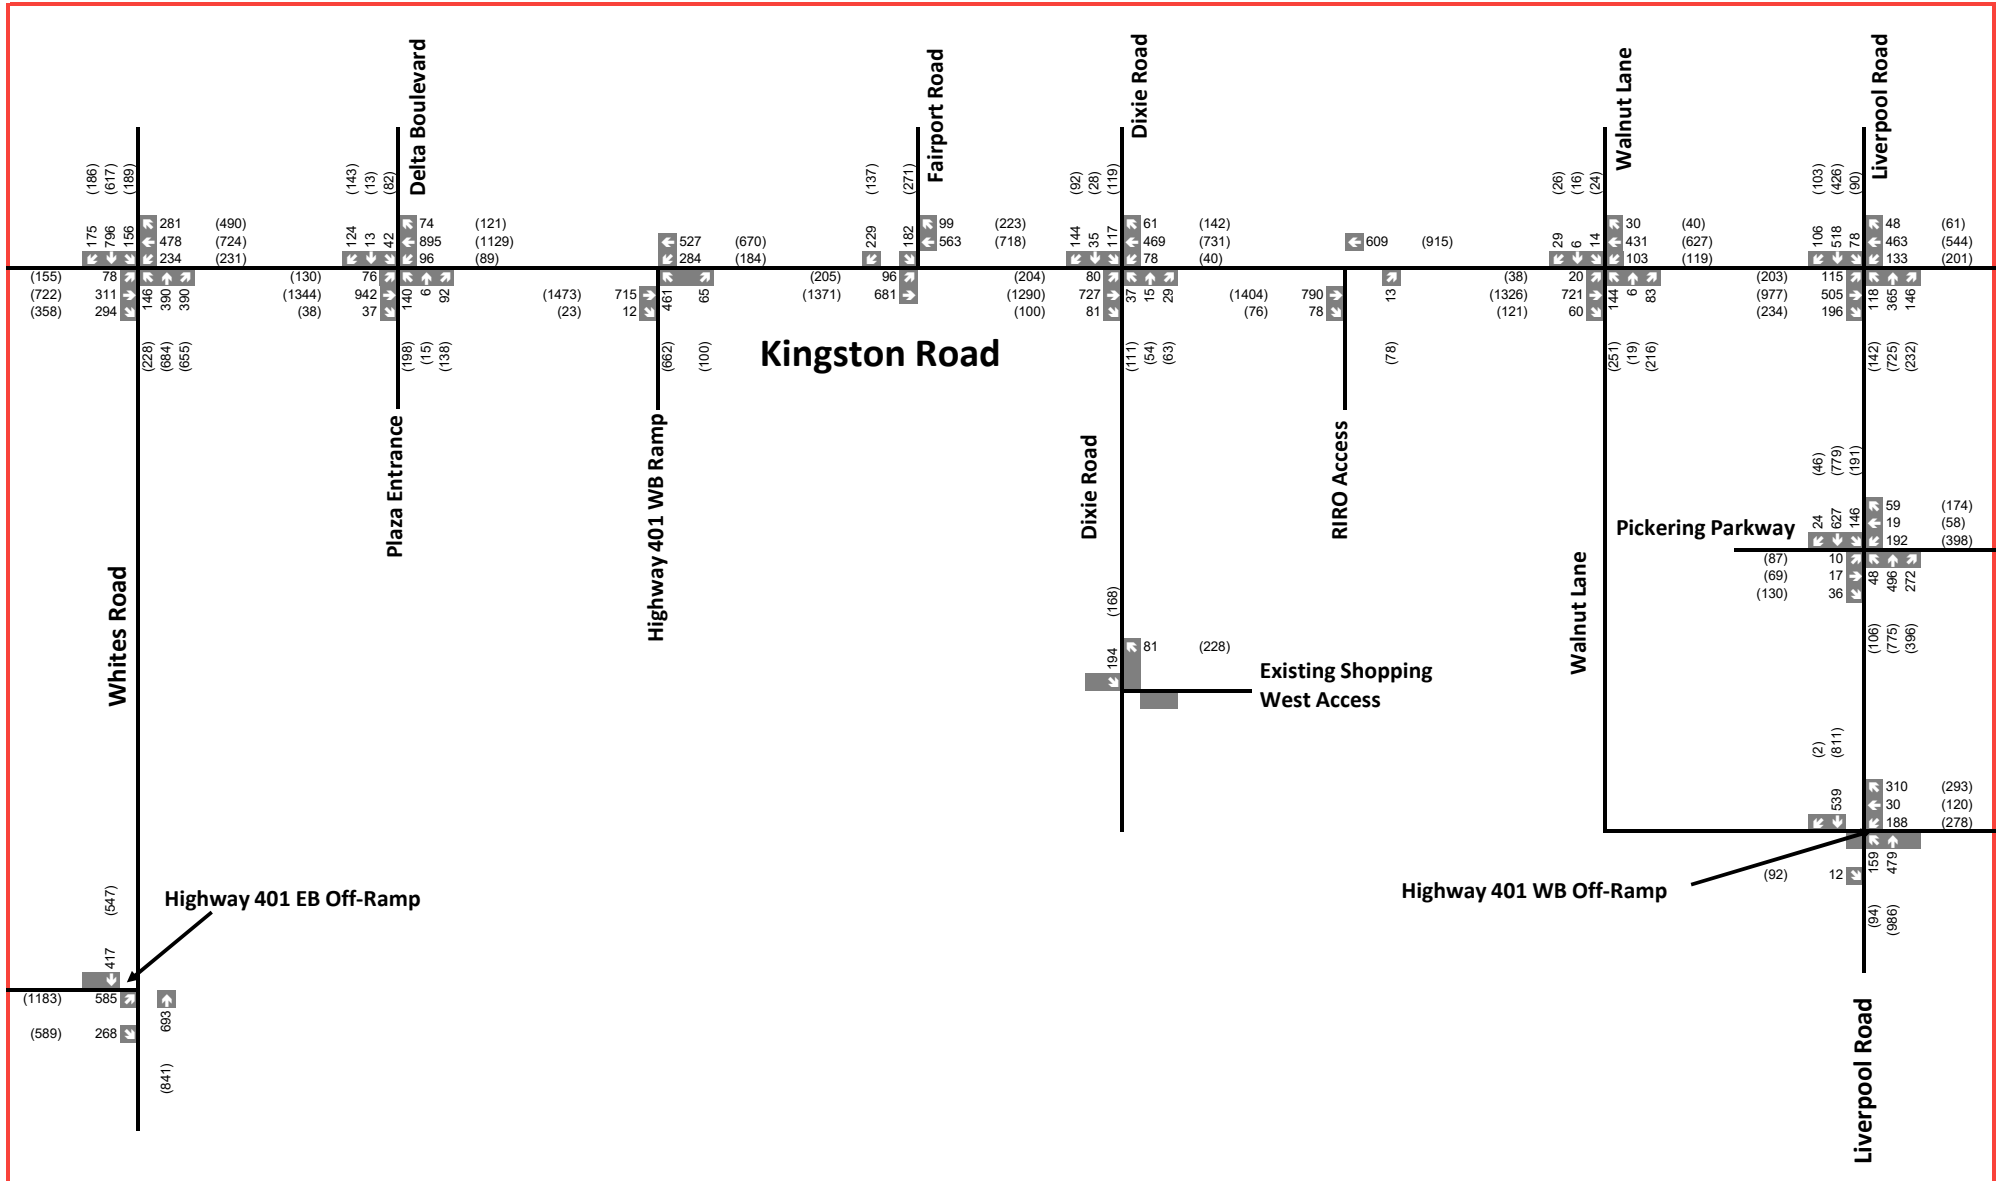 Whites Road
(186) (617) (189)
175 796 156
281 (490)
478 (724)
234 (231)
(155) 78
(722) 311
(358) 294
146 390 390
(228) (684) (655)
Delta Boulevard
(143) (13) (82)
124 13 42
74 (121)
895 (1129)
96 (89)
(130) 76
(1344) 942
(38) 37
140 6 92
(198) (15) (138)
Plaza Entrance
527 (670)
284 (184)
(1473) 715
(23) 12
461 65
(662) (100)
Highway 401 WB Ramp
Kingston Road
Fairport Road
(137) (271)
229 182
99 (223)
563 (718)
(205) 96
(1371) 681
Dixie Road
(92) (28) (119)
144 35 117
61 (142)
469 (731)
78 (40)
(204) 80
(1290) 727
(100) 81
37 15 29
(111) (54) (63)
Dixie Road
609 (915)
(1404) 790
(76) 78
13
(78)
RIRO Access
Walnut Lane
(26) (16) (24)
29 6 14
30 (40)
431 (627)
103 (119)
(38) 20
(1326) 721
(121) 60
144 6 83
(251) (19) (216)
Walnut Lane
Liverpool Road
(103) (426) (90)
106 518 78
48 (61)
463 (544)
133 (201)
(203) 115
(977) 505
(234) 196
118 365 146
(142) (725) (232)
Pickering Parkway
(46) (779) (191)
24 627 146
59 (174)
19 (58)
192 (398)
(87) 10
(69) 17
(130) 36
48 496 272
(106) (775) (396)
(168)
194
81 (228)
Existing Shopping
West Access
(2) (811)
539
310 (293)
30 (120)
188 (278)
159 479
(92) 12
(94) (986)
Highway 401 WB Off-Ramp
Liverpool Road
Highway 401 EB Off-Ramp
(547)
417
(1183) 585
(589) 268
693
(841)